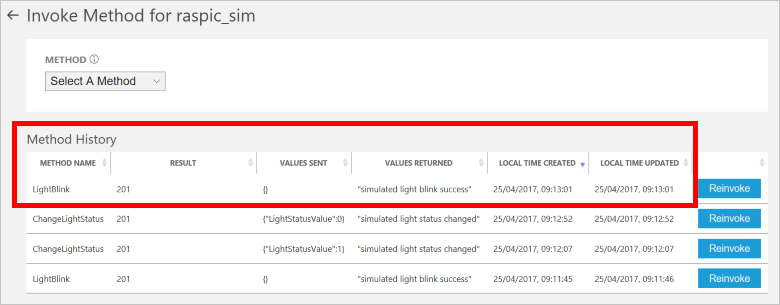 Invoke Method for raspic_sim
METHOD
Select A Method
Method History
METHOD NAME RESULT VALUES SENT VALUES RETURNED LOCAL TIME CREATED LOCAL TIME UPDATED
LightBlink 201 {} "simulated light blink success" 25/04/2017, 09:13:01 25/04/2017, 09:13:01 Reinvoke
ChangeLightStatus 201 {"LightStatusValue":0} "simulated light status changed" 25/04/2017, 09:12:52 25/04/2017, 09:12:52 Reinvoke
ChangeLightStatus 201 {"LightStatusValue":1} "simulated light status changed" 25/04/2017, 09:12:07 25/04/2017, 09:12:07 Reinvoke
LightBlink 201 {} "simulated light blink success" 25/04/2017, 09:11:45 25/04/2017, 09:11:46 Reinvoke